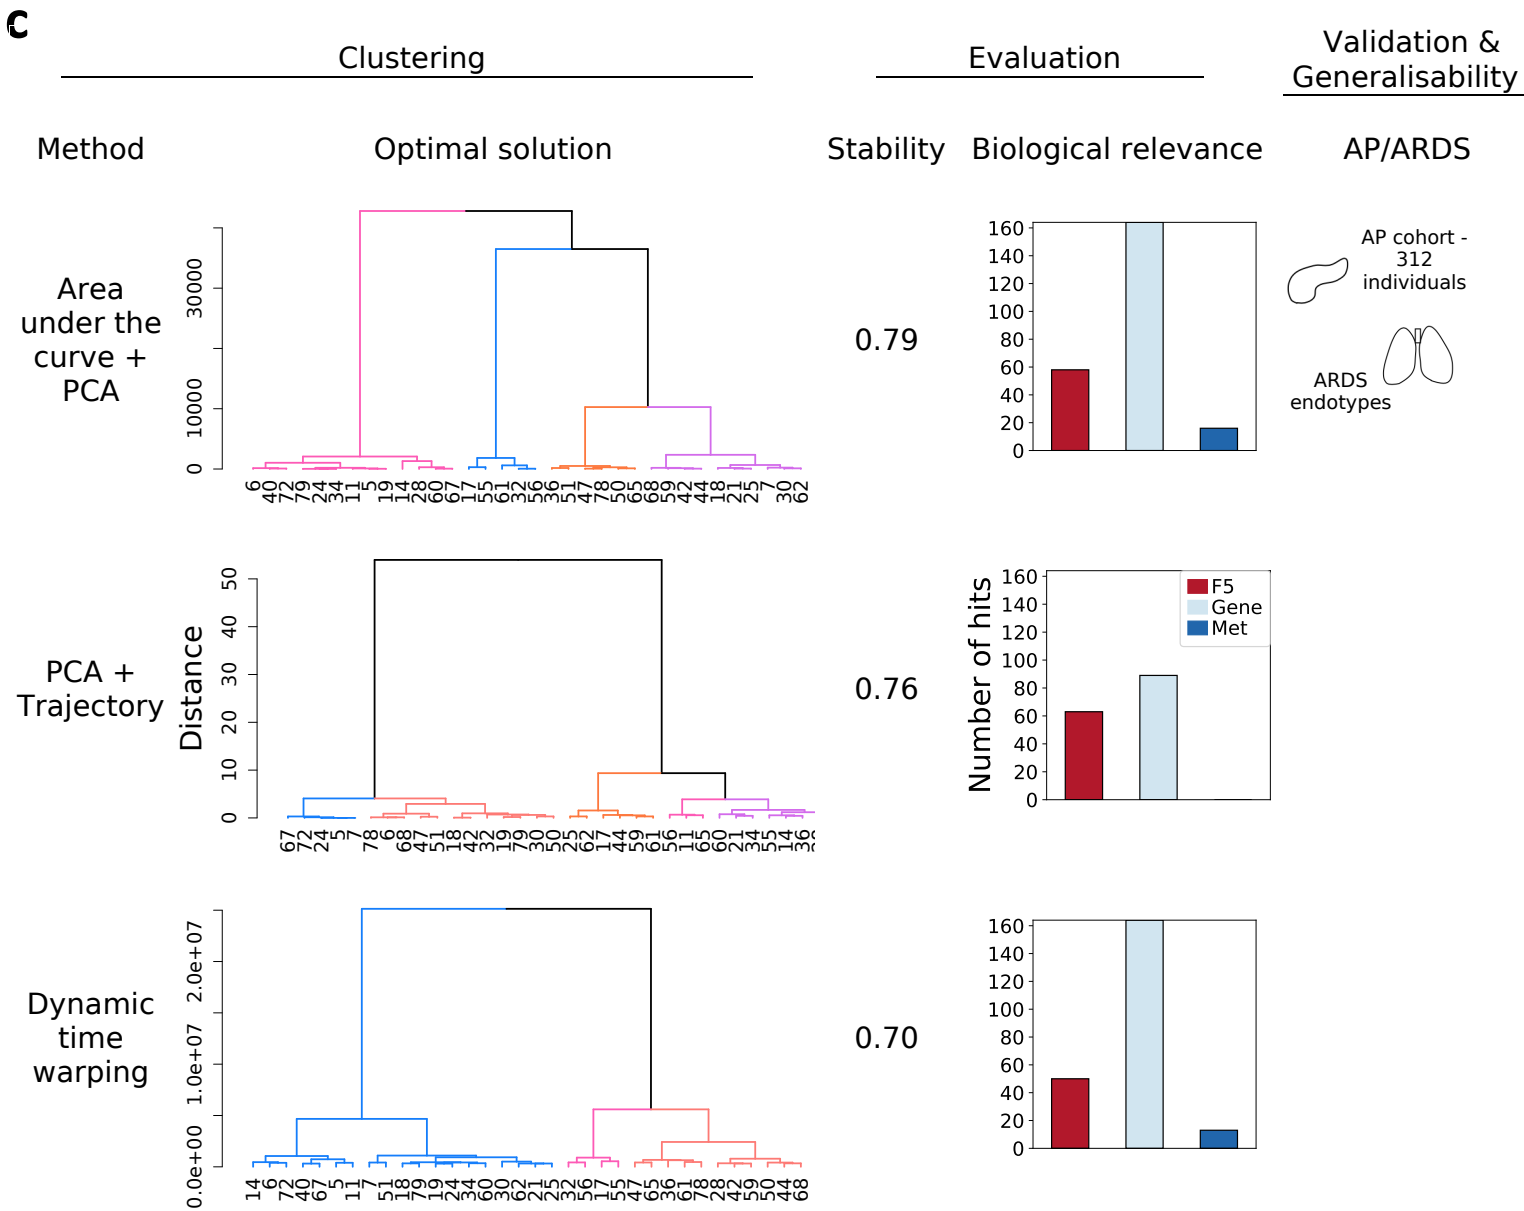 c
Clustering
Evaluation
Validation &
Generalisability
Method
Optimal solution
Stability
Biological relevance
AP/ARDS
Area
under the
curve +
PCA
0 10000 30000
6 40 72 79 24 34 11 5 19 14 28 60 67 17 55 61 32 56 36 51 47 78 50 65 68 59 42 44 18 21 25 7 30 62
0.79
160
140
120
100
80
60
40
20
0
AP cohort -
312
individuals
ARDS
endotypes
PCA +
Trajectory
Distance
0 10 20 30 40 50
67 72 24 5 7 78 6 68 47 51 18 42 32 19 79 30 50 25 62 17 44 59 61 56 11 65 60 21 34 55 14 36
0.76
Number of hits
160
140
120
100
80
60
40
20
0
F5
Gene
Met
Dynamic
time
warping
0.0e+00 1.0e+07 2.0e+07
14 6 72 40 67 5 11 7 51 18 79 19 24 34 60 30 62 21 25 32 56 17 55 47 65 36 61 78 28 42 59 50 44 68
0.70
160
140
120
100
80
60
40
20
0